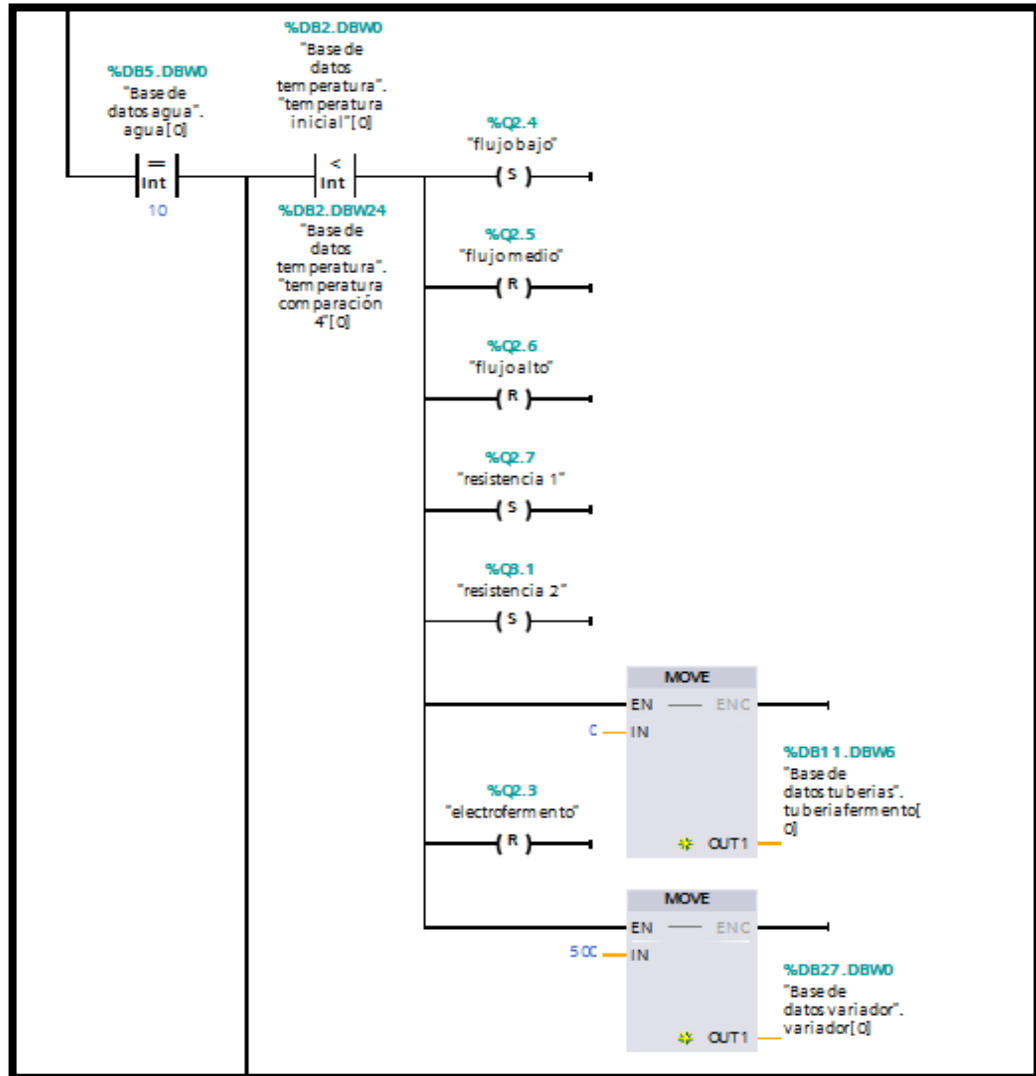 %DB5.DBW0
"Base de
datos agua".
agua[0]
=
Int
10
%DB2.DBW0
"Base de
datos
temperatura".
"temperatura
inicial"[0]
<
Int
%DB2.DBW24
"Base de
datos
temperatura".
"temperatura
comparación
4"[0]
%Q2.4
"flujo bajo"
S
%Q2.5
"flujo medio"
R
%Q2.6
"flujo alto"
R
%Q2.7
"resistencia 1"
S
%Q3.1
"resistencia 2"
S
MOVE
EN ENO
0 IN
%DB11.DBW6
"Base de
datos tuberias".
tuberia fermento[
0]
OUT1
%Q2.3
"electrofermento"
R
MOVE
EN ENO
500 IN
%DB27.DBW0
"Base de
datos variador".
variador[0]
OUT1